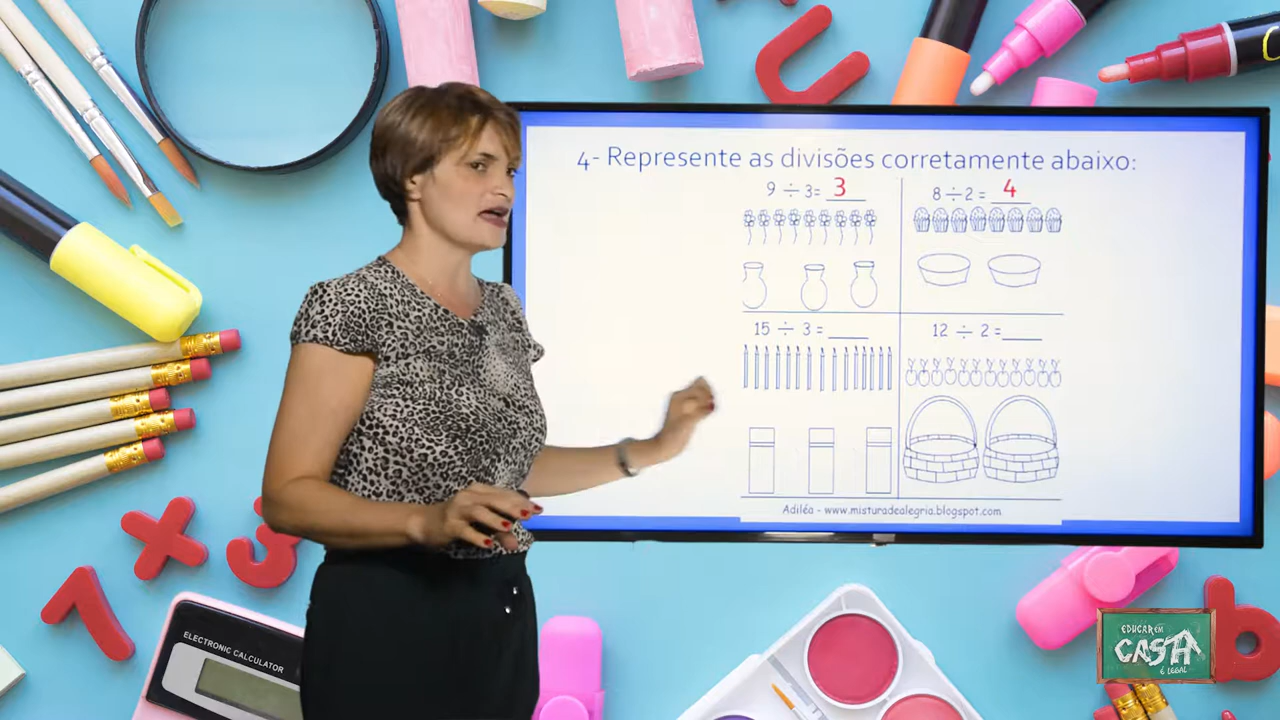 4- Represente as divisões corretamente abaixo:
9 ÷ 3= 3
8 ÷ 2 = 4
15 ÷ 3 = ____
12 ÷ 2 = ____
Adiléa - www.misturadealegria.blogspot.com
ELECTRONIC CALCULATOR
EDUCAR EM
CASA
É LEGAL